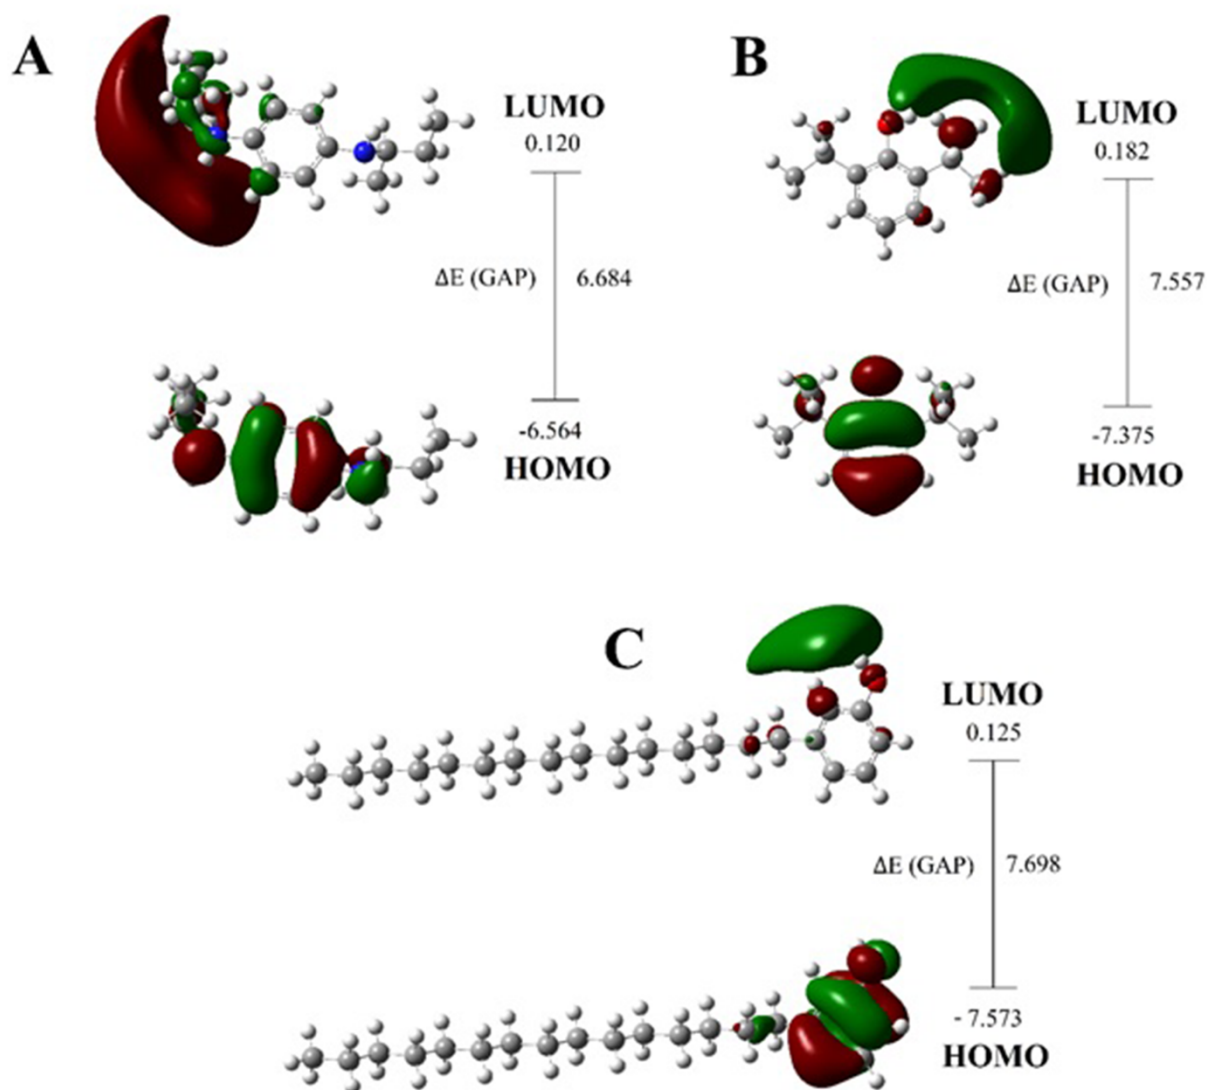 A
LUMO
0.120
ΔE (GAP) 6.684
-6.564
HOMO
B
LUMO
0.182
ΔE (GAP) 7.557
-7.375
HOMO
C
LUMO
0.125
ΔE (GAP) 7.698
- 7.573
HOMO